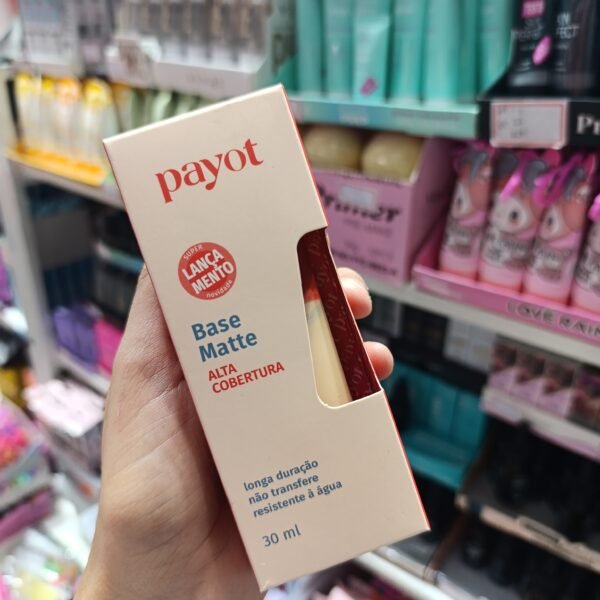 payot
SUPER
LANÇA
MENTO
novidade
Base
Matte
ALTA
COBERTURA
longa duração
não transfere
resistente à água
30 ml
Primer
LOVE RAIN